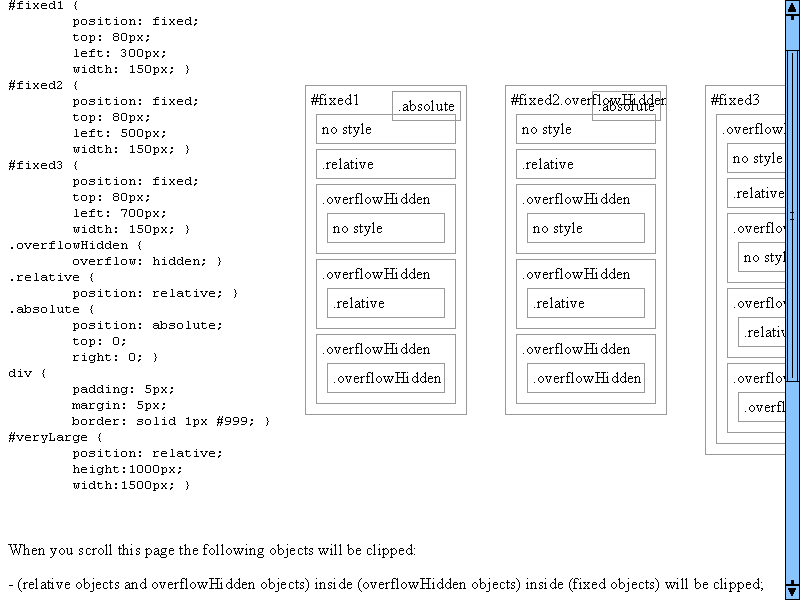 #fixed1 {
position: fixed;
top: 80px;
left: 300px;
width: 150px; }
#fixed2 {
position: fixed;
top: 80px;
left: 500px;
width: 150px; }
#fixed3 {
position: fixed;
top: 80px;
left: 700px;
width: 150px; }
.overflowHidden {
overflow: hidden; }
.relative {
position: relative; }
.absolute {
position: absolute;
top: 0;
right: 0; }
div {
padding: 5px;
margin: 5px;
border: solid 1px #999; }
#veryLarge {
position: relative;
height:1000px;
width:1500px; }
#fixed1
.absolute
no style
.relative
.overflowHidden
no style
.overflowHidden
.relative
.overflowHidden
.overflowHidden
#fixed2.overflowHidden
.absolute
no style
.relative
.overflowHidden
no style
.overflowHidden
.relative
.overflowHidden
.overflowHidden
#fixed3
.overflow
no style
.relative
.overflow
no styl
.overflow
.relativ
.overflow
.overfl
When you scroll this page the following objects will be clipped:
- (relative objects and overflowHidden objects) inside (overflowHidden objects) inside (fixed objects) will be clipped;